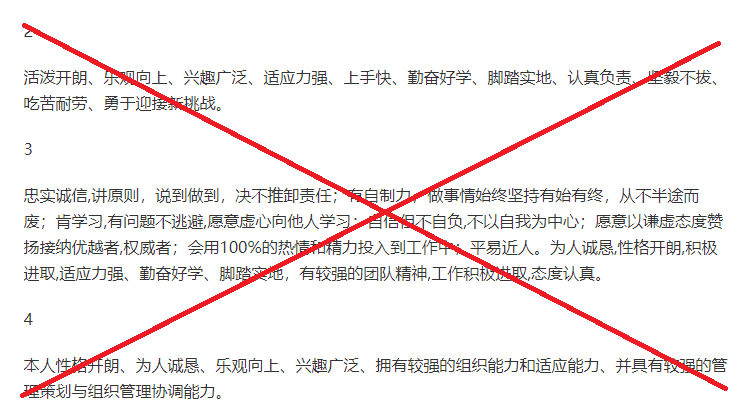 2
活泼开朗、乐观向上、兴趣广泛、适应力强、上手快、勤奋好学、脚踏实地、认真负责、坚毅不拔、
吃苦耐劳、勇于迎接新挑战。
3
忠实诚信,讲原则，说到做到，决不推卸责任；有自制力，做事情始终坚持有始有终，从不半途而
废；肯学习,有问题不逃避,愿意虚心向他人学习；自信但不自负,不以自我为中心；愿意以谦虚态度赞
扬接纳优越者,权威者；会用100%的热情和精力投入到工作中；平易近人。为人诚恳,性格开朗,积极
进取,适应力强、勤奋好学、脚踏实地，有较强的团队精神,工作积极进取,态度认真。
4
本人性格开朗、为人诚恳、乐观向上、兴趣广泛、拥有较强的组织能力和适应能力、并具有较强的管
理策划与组织管理协调能力。